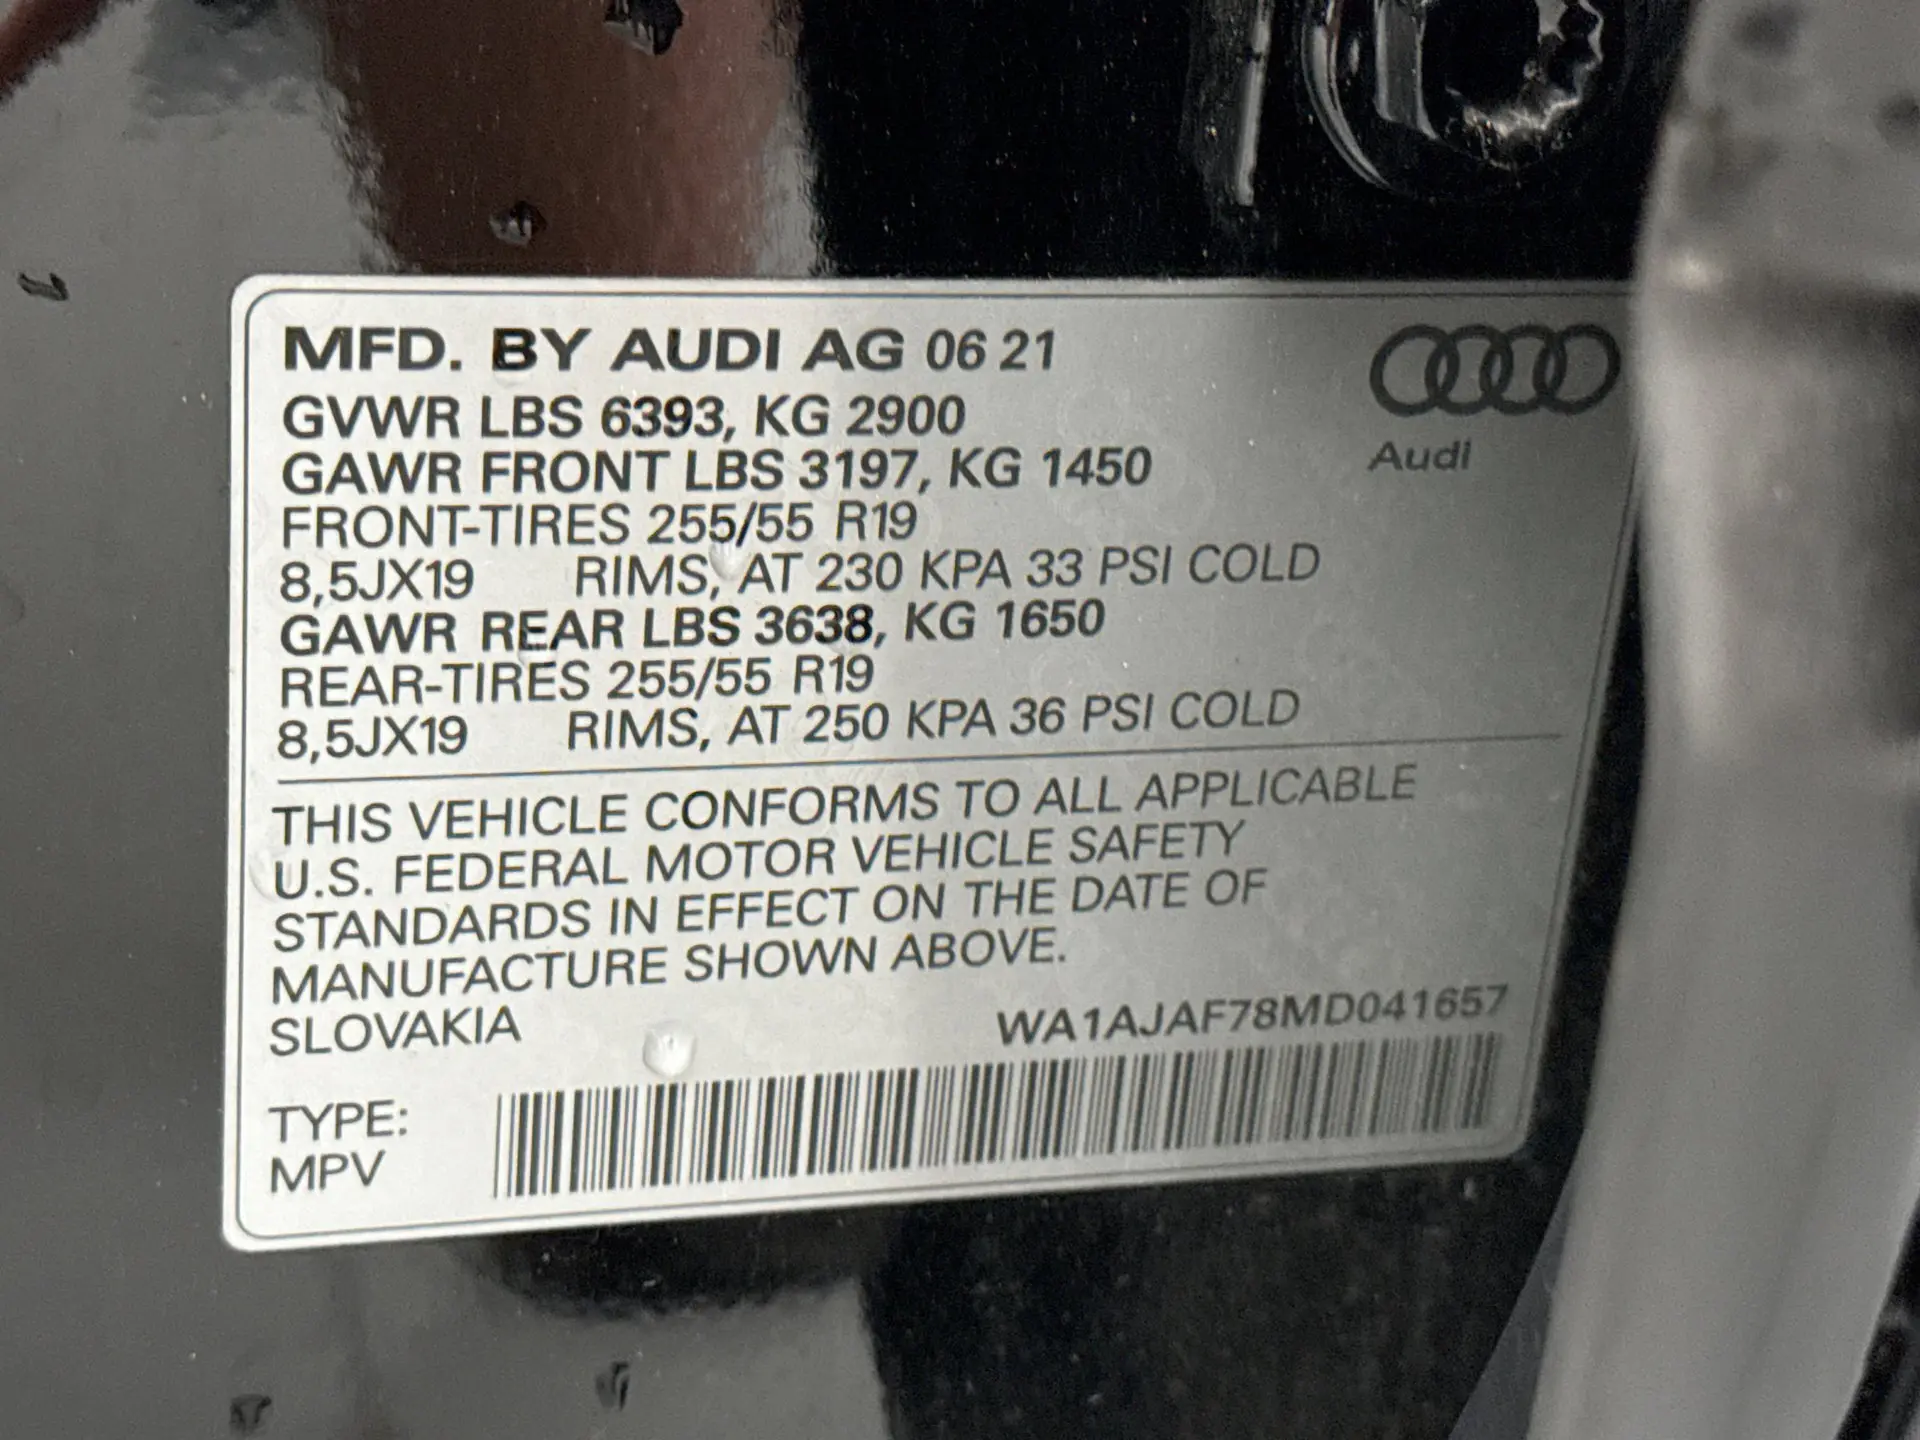 MFD. BY AUDI AG 06 21
GVWR LBS 6393, KG 2900
GAWR FRONT LBS 3197, KG 1450
FRONT-TIRES 255/55 R19
8,5JX19 RIMS, AT 230 KPA 33 PSI COLD
GAWR REAR LBS 3638, KG 1650
REAR-TIRES 255/55 R19
8,5JX19 RIMS, AT 250 KPA 36 PSI COLD
Audi
THIS VEHICLE CONFORMS TO ALL APPLICABLE
U.S. FEDERAL MOTOR VEHICLE SAFETY
STANDARDS IN EFFECT ON THE DATE OF
MANUFACTURE SHOWN ABOVE.
SLOVAKIA WA1AJAF78MD041657
TYPE:
MPV